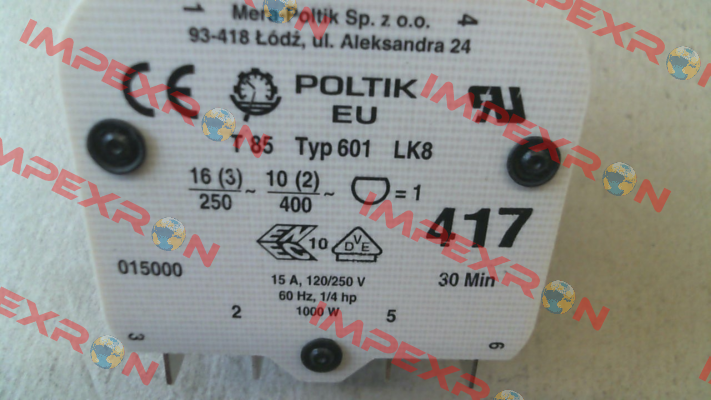 1 4
Mera-Poltik Sp. z o.o.
93-418 Łódź, ul. Aleksandra 24
CE POLTIK
EU
T 85 Typ 601 LK8
16 (3) 10 (2)
250 ~ 400 ~ = 1
417
ENEC 10 DVE
015000 30 Min
15 A, 120/250 V
60 Hz, 1/4 hp
1000 W
2 5
3 6
IMPEXRON
IMPEXRON
IMPEXRON
IMPEXRON
IMPEXRON